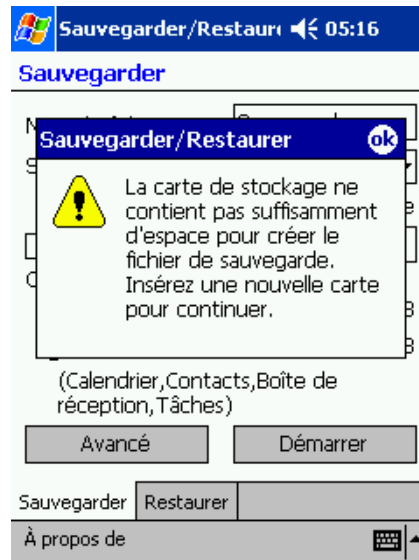 Sauvegarder/Restaur 05:16
Sauvegarder
Sauvegarder/Restaurer ok
La carte de stockage ne
contient pas suffisamment
d'espace pour créer le
fichier de sauvegarde.
Insérez une nouvelle carte
pour continuer.
(Calendrier,Contacts,Boîte de
réception,Tâches)
Avancé Démarrer
Sauvegarder Restaurer
À propos de